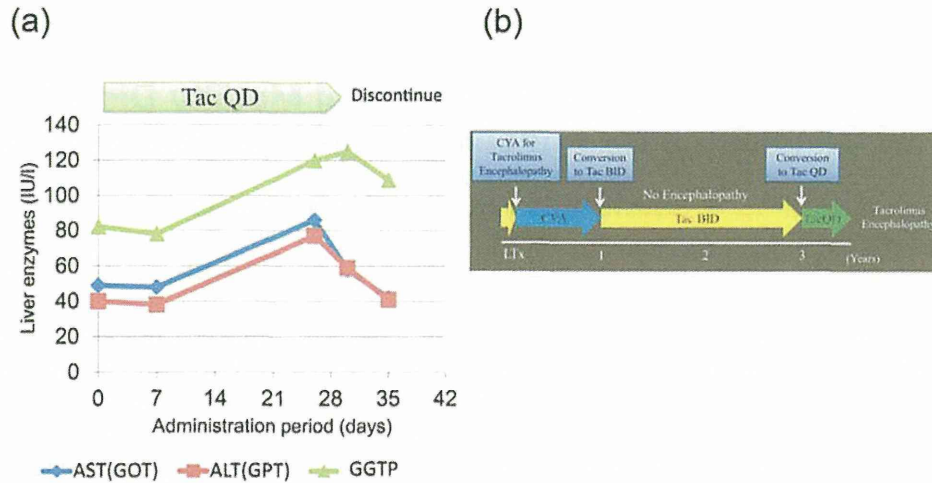 (a)
Tac QD
Discontinue
140
120
100
80
60
40
20
0
Liver enzymes (IU/l)
0 7 14 21 28 35 42
Administration period (days)
AST(GOT) ALT(GPT) GGTP
(b)
CYA for
Tacrolimus
Encephalopathy
Conversion
to Tac BID
Conversion
to Tac QD
No Encephalopathy
CYA
Tac BID
Tac QD
Tacrolimus
Encephalopathy
LTx 1 2 3 (Years)